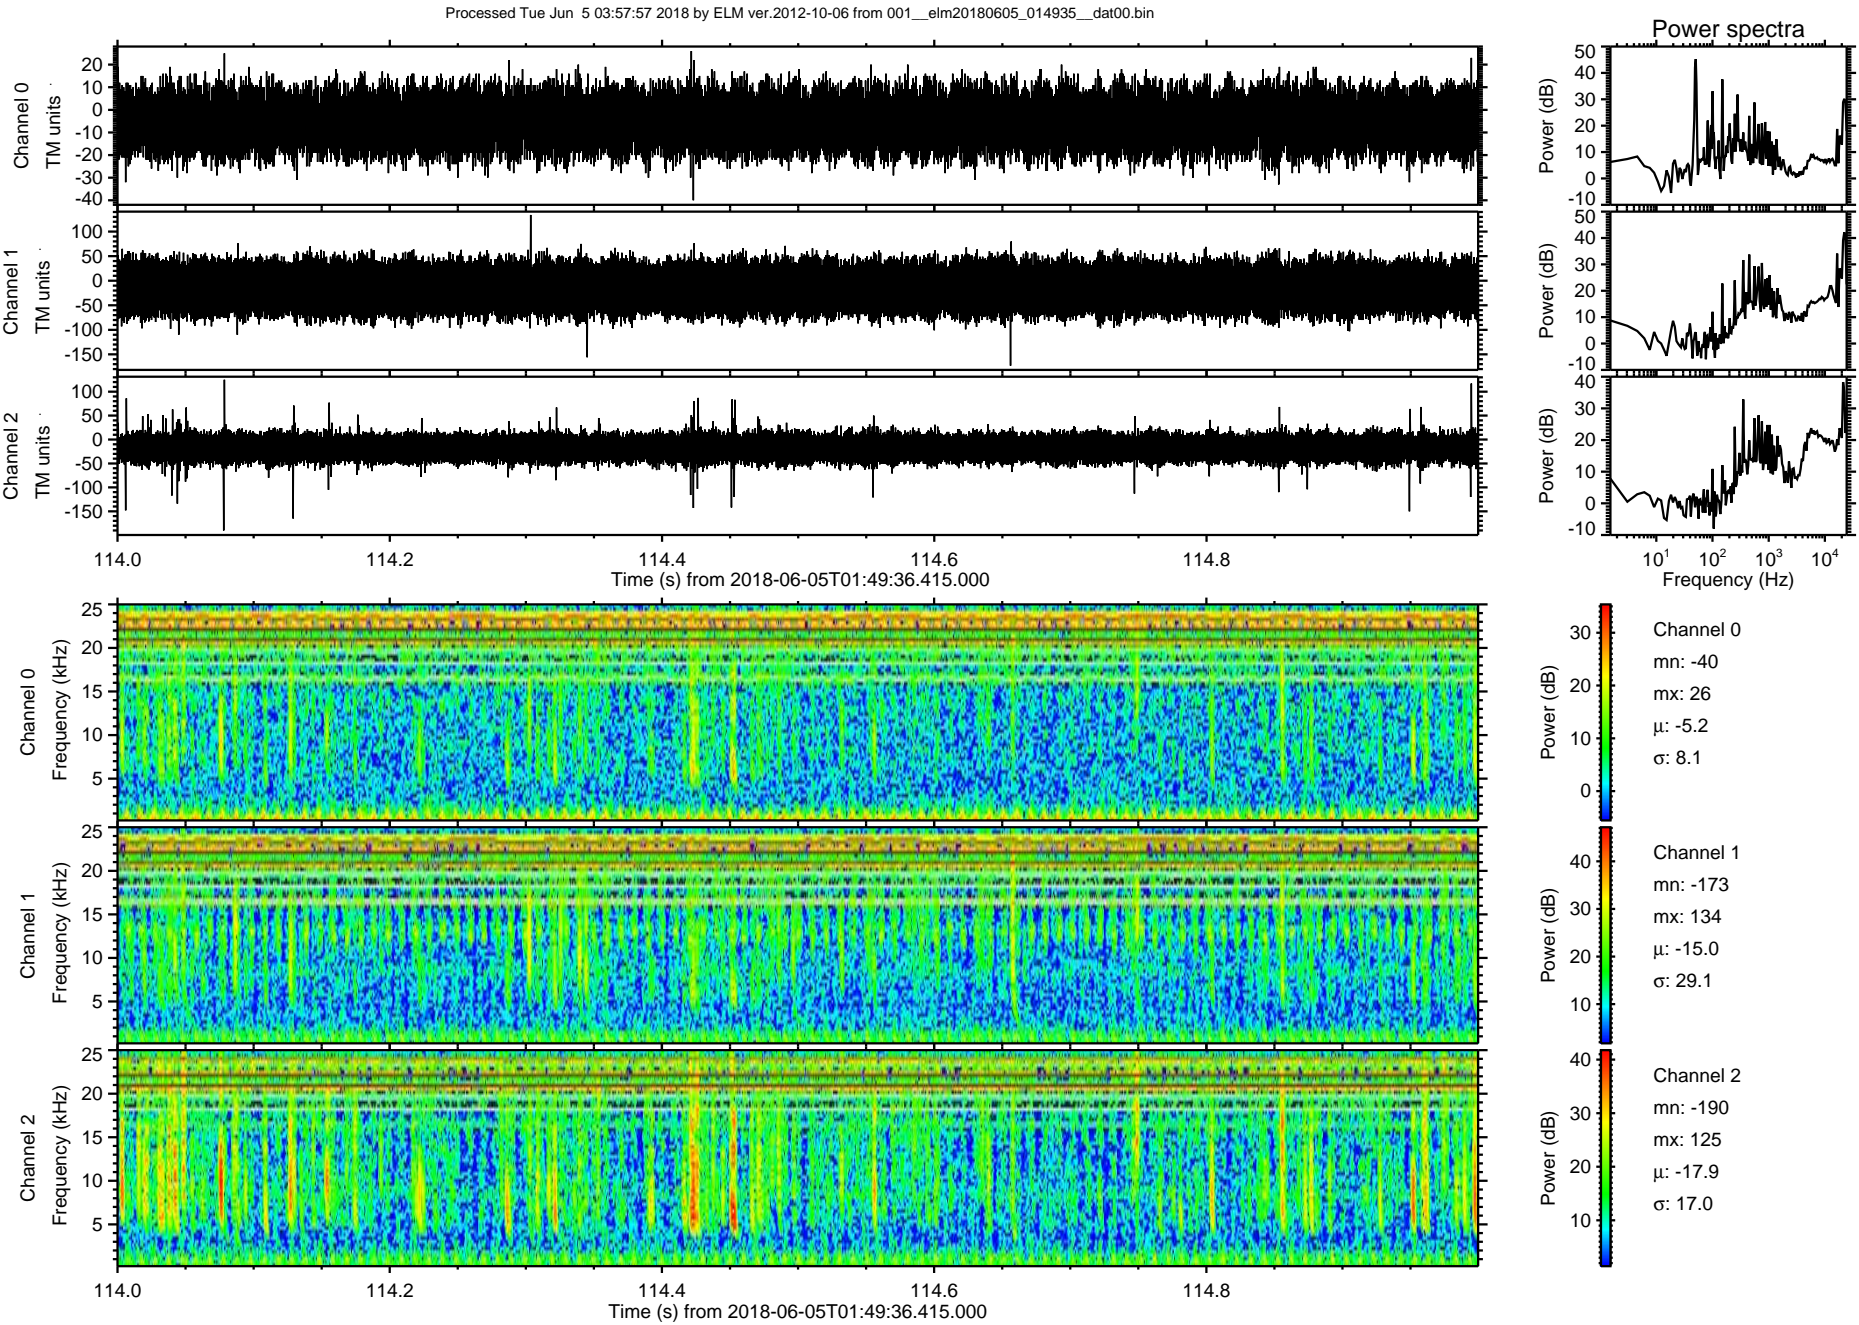 Processed Tue Jun  5 03:57:57 2018 by ELM ver.2012-10-06 from 001__elm20180605_014935__dat00.bin
Power spectra
Channel 0
TM units
20
10
0
-10
-20
-30
-40
Power (dB)
50
40
30
20
10
0
-10
Channel 1
TM units
100
50
0
-50
-100
-150
Power (dB)
50
40
30
20
10
0
-10
Channel 2
TM units
100
50
0
-50
-100
-150
Power (dB)
40
30
20
10
0
-10
114.0 114.2 114.4 114.6 114.8
Time (s) from 2018-06-05T01:49:36.415.000
10¹ 10² 10³ 10⁴
Frequency (Hz)
Channel 0
Frequency (kHz)
25
20
15
10
5
Power (dB)
30
20
10
0
Channel 0
mn: -40
mx: 26
μ: -5.2
σ: 8.1
Channel 1
Frequency (kHz)
25
20
15
10
5
Power (dB)
40
30
20
10
Channel 1
mn: -173
mx: 134
μ: -15.0
σ: 29.1
Channel 2
Frequency (kHz)
25
20
15
10
5
Power (dB)
40
30
20
10
Channel 2
mn: -190
mx: 125
μ: -17.9
σ: 17.0
114.0 114.2 114.4 114.6 114.8
Time (s) from 2018-06-05T01:49:36.415.000